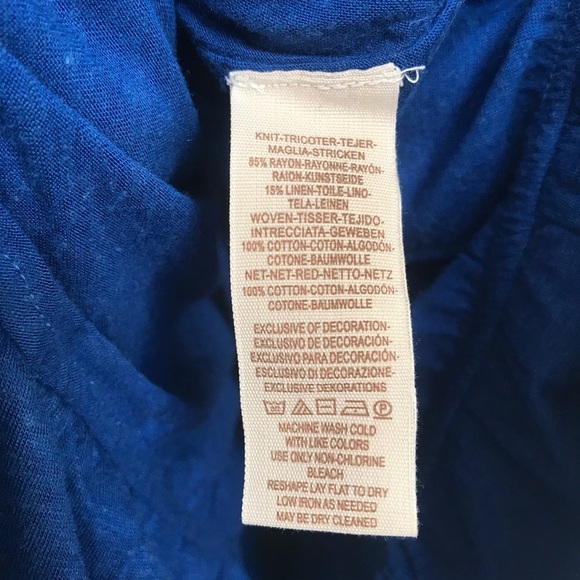 KNIT-TRICOTER-TEJER-
MAGLIA-STRICKEN
85% RAYON-RAYONNE-RAYÓN-
RAION-KUNSTSEIDE
15% LINEN-TOILE-LINO-
TELA-LEINEN
WOVEN-TISSER-TEJIDO-
INTRECCIATA-GEWEBEN
100% COTTON-COTON-ALGODÓN-
COTONE-BAUMWOLLE
NET-NET-RED-NETTO-NETZ
100% COTTON-COTON-ALGODÓN-
COTONE-BAUMWOLLE
EXCLUSIVE OF DECORATION-
EXCLUSIF DE DECORACIÓN-
EXCLUSIVO PARA DECORACIÓN-
ESCLUSIVO DI DECORAZIONE-
EXCLUSIVE DEKORATIONS
MACHINE WASH COLD
WITH LIKE COLORS
USE ONLY NON-CHLORINE
BLEACH
RESHAPE LAY FLAT TO DRY
LOW IRON AS NEEDED
MAY BE DRY CLEANED